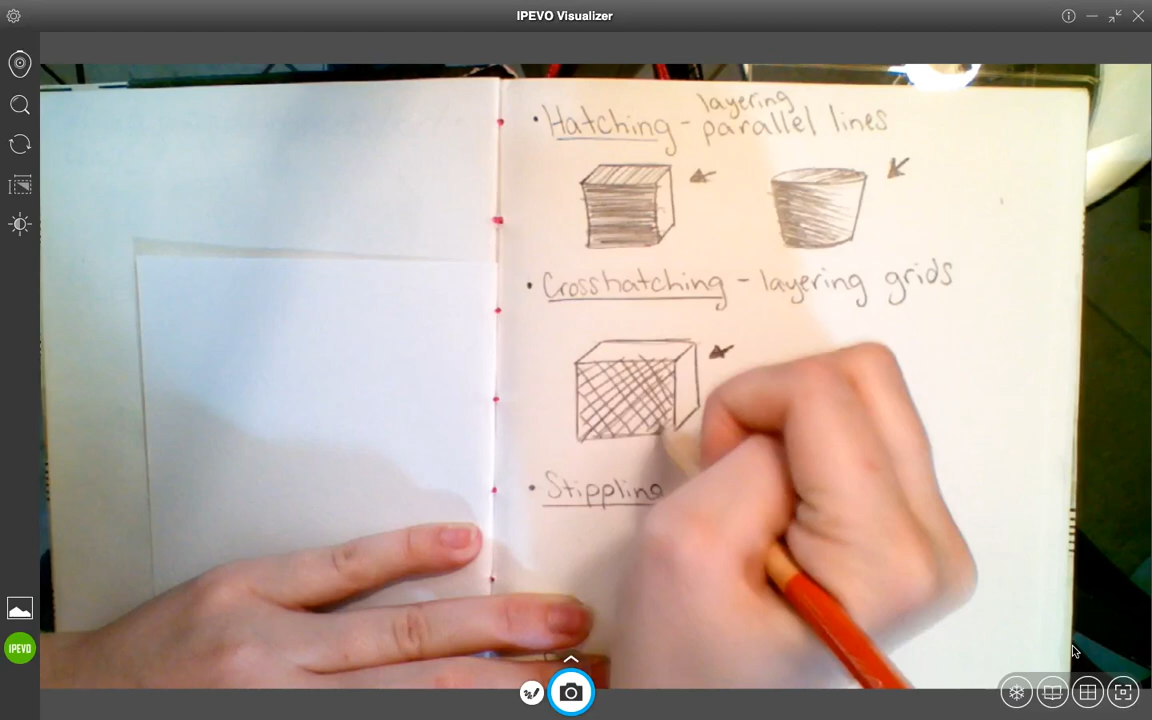 IPEVO Visualizer
layering
• Hatching - parallel lines
• Crosshatching - layering grids
• Stippling
IPEVO